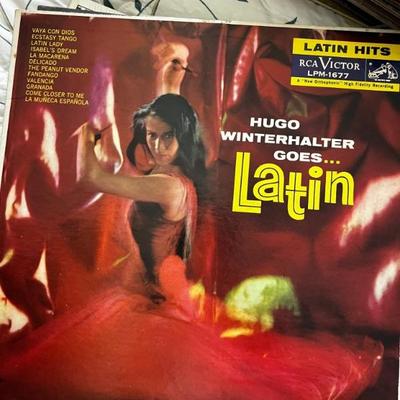 VAYA CON DIOS
ECSTASY TANGO
LATIN LADY
ISABEL'S DREAM
LA MACARENA
DELICADO
THE PEANUT VENDOR
FANDANGO
VALENCIA
GRANADA
COME CLOSER TO ME
LA MUÑECA ESPAÑOLA
LATIN HITS
RCA VICTOR
LPM-1677
A "New Orthophonic" High Fidelity Recording
HUGO
WINTERHALTER
GOES...
Latin